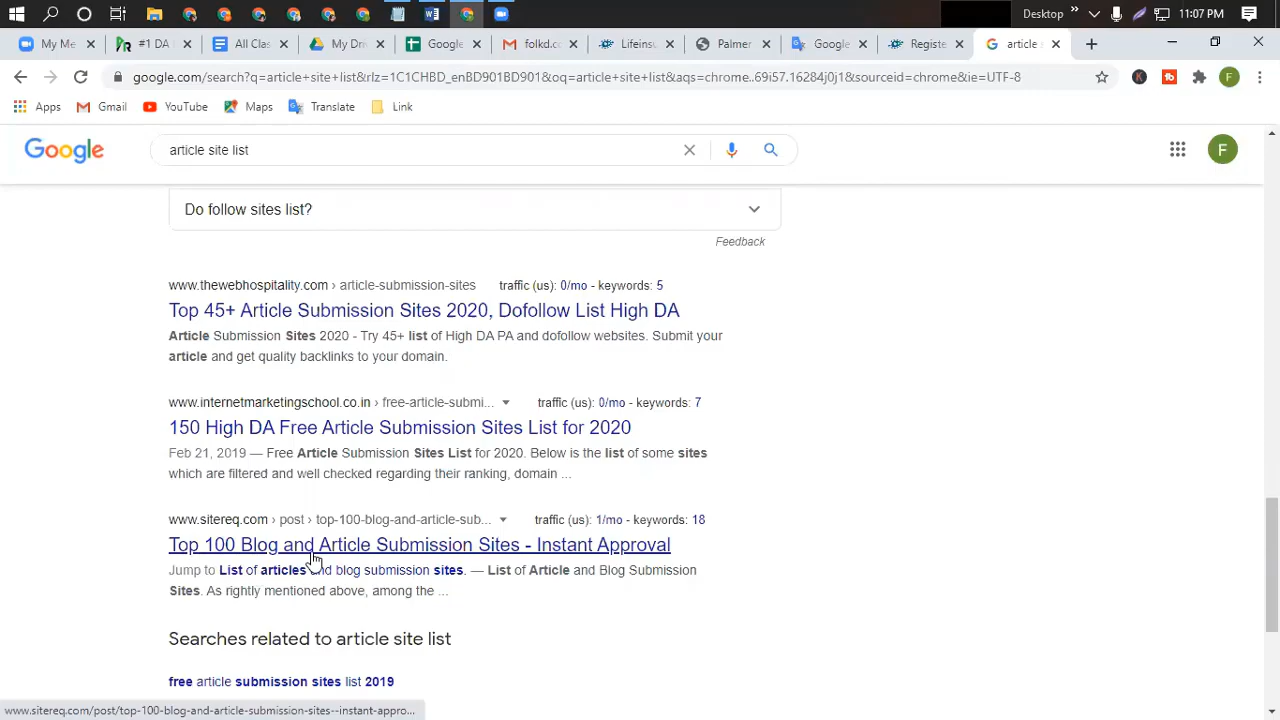 Desktop
11:07 PM
My Me
#1 DA
All Clas
My Dri
Google
folkd.c
Lifeins
Palmer
Google
Registe
article s
google.com/search?q=article+site+list&rlz=1C1CHBD_enBD901BD901&oq=article+site+list&aqs=chrome..69i57.16284j0j1&sourceid=chrome&ie=UTF-8
K
F
Apps
Gmail
YouTube
Maps
Translate
Link
Google
article site list
F
Do follow sites list?
Feedback
www.thewebhospitality.com › article-submission-sites traffic (us): 0/mo - keywords: 5
Top 45+ Article Submission Sites 2020, Dofollow List High DA
Article Submission Sites 2020 - Try 45+ list of High DA PA and dofollow websites. Submit your
article and get quality backlinks to your domain.
www.internetmarketingschool.co.in › free-article-submi... traffic (us): 0/mo - keywords: 7
150 High DA Free Article Submission Sites List for 2020
Feb 21, 2019 — Free Article Submission Sites List for 2020. Below is the list of some sites
which are filtered and well checked regarding their ranking, domain ...
www.sitereq.com › post › top-100-blog-and-article-sub... traffic (us): 1/mo - keywords: 18
Top 100 Blog and Article Submission Sites - Instant Approval
Jump to List of articles and blog submission sites. — List of Article and Blog Submission
Sites. As rightly mentioned above, among the ...
Searches related to article site list
free article submission sites list 2019
www.sitereq.com/post/top-100-blog-and-article-submission-sites--instant-appro...